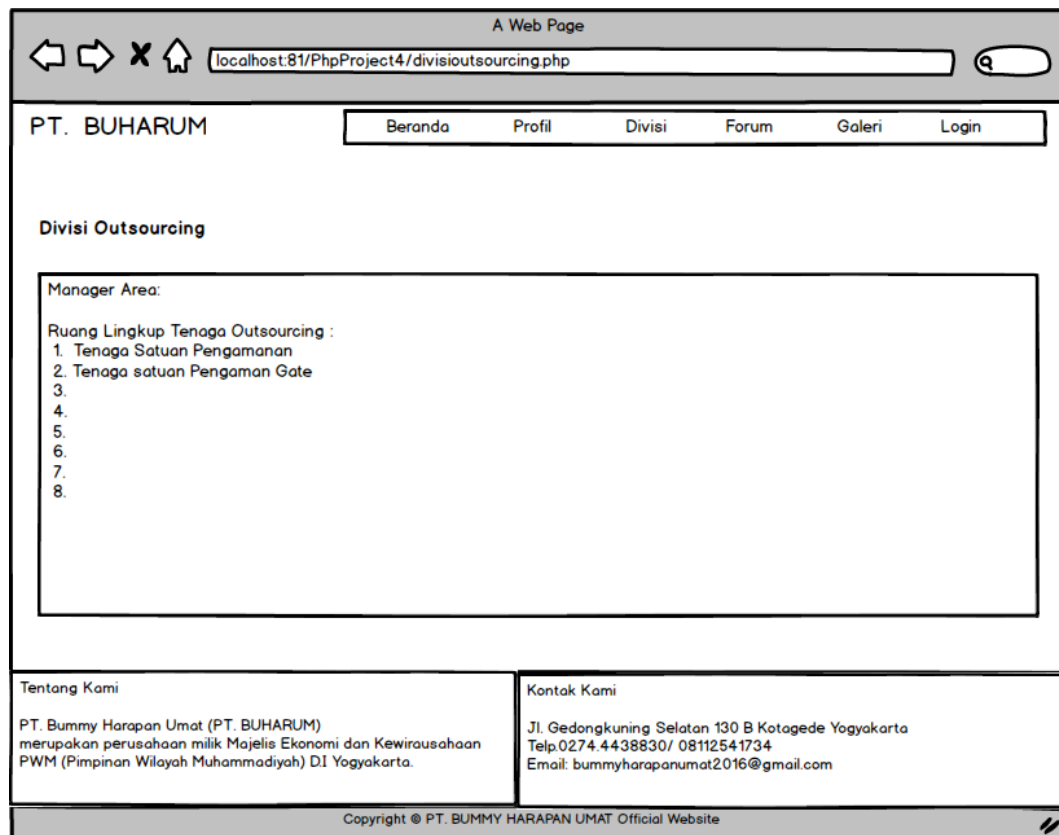 A Web Page
localhost:81/PhpProject4/divisioutsourcing.php
PT. BUHARUM
Beranda Profil Divisi Forum Galeri Login
Divisi Outsourcing
Manager Area:
Ruang Lingkup Tenaga Outsourcing :
1. Tenaga Satuan Pengamanan
2. Tenaga satuan Pengaman Gate
3.
4.
5.
6.
7.
8.
Tentang Kami
PT. Bummy Harapan Umat (PT. BUHARUM)
merupakan perusahaan milik Majelis Ekonomi dan Kewirausahaan
PWM (Pimpinan Wilayah Muhammadiyah) D.I Yogyakarta.
Kontak Kami
Jl. Gedongkuning Selatan 130 B Kotagede Yogyakarta
Telp.0274.4438830/ 08112541734
Email: bummyharapanumat2016@gmail.com
Copyright © PT. BUMMY HARAPAN UMAT Official Website